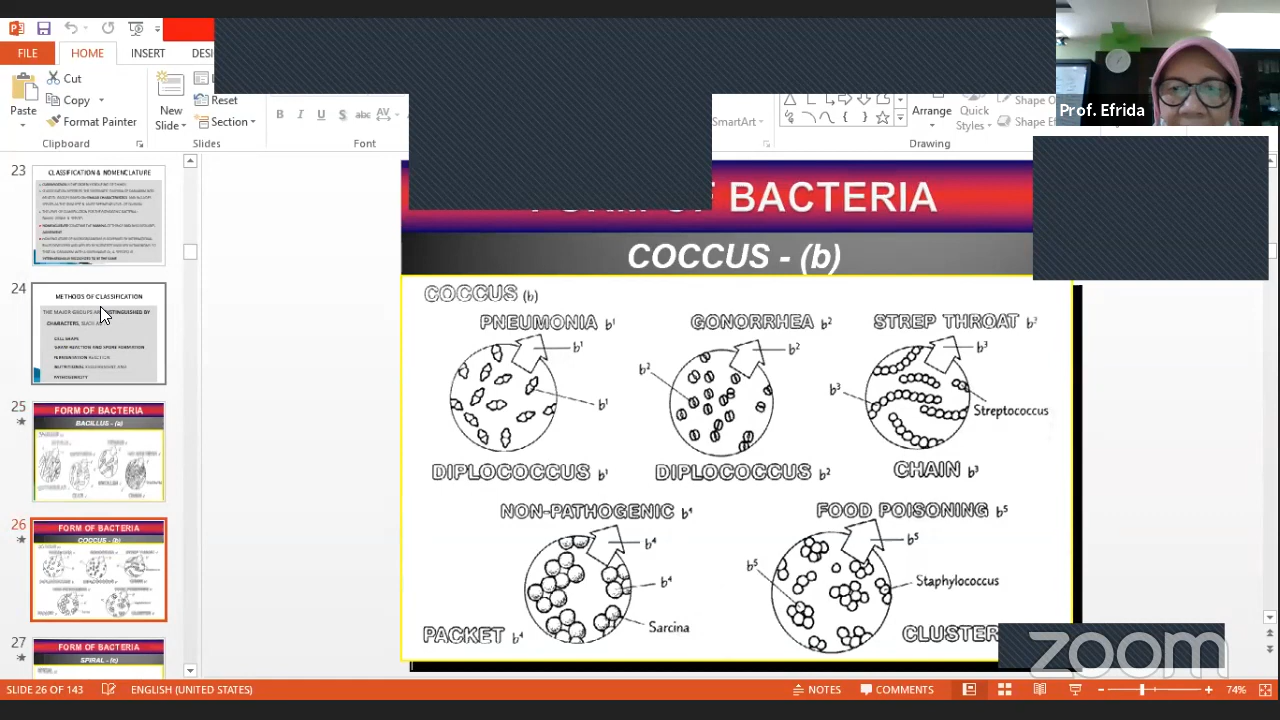 FILE
HOME
INSERT
DESI
Cut
Copy
Format Painter
Paste
Clipboard
New
Slide
Reset
Section
Slides
B I U S abc AV
Font
SmartArt
Arrange
Quick
Styles
Shape
Shape
Drawing
Prof. Efrida
23
CLASSIFICATION & NOMENCLATURE
24
METHODS OF CLASSIFICATION
25
FORM OF BACTERIA
BACILLUS - (a)
26
FORM OF BACTERIA
COCCUS - (b)
27
FORM OF BACTERIA
SPIRAL - (c)
BACTERIA
COCCUS - (b)
COCCUS (b)
PNEUMONIA b¹
GONORRHEA b²
STREP THROAT b³
b¹
b²
b³
b²
b³
b¹
Streptococcus
DIPLOCOCCUS b¹
DIPLOCOCCUS b²
CHAIN b³
NON-PATHOGENIC b⁴
FOOD POISONING b⁵
b⁴
b⁵
b⁵
b⁴
Staphylococcus
Sarcina
PACKET b⁴
CLUSTER
zoom
SLIDE 26 OF 143
ENGLISH (UNITED STATES)
NOTES
COMMENTS
74%